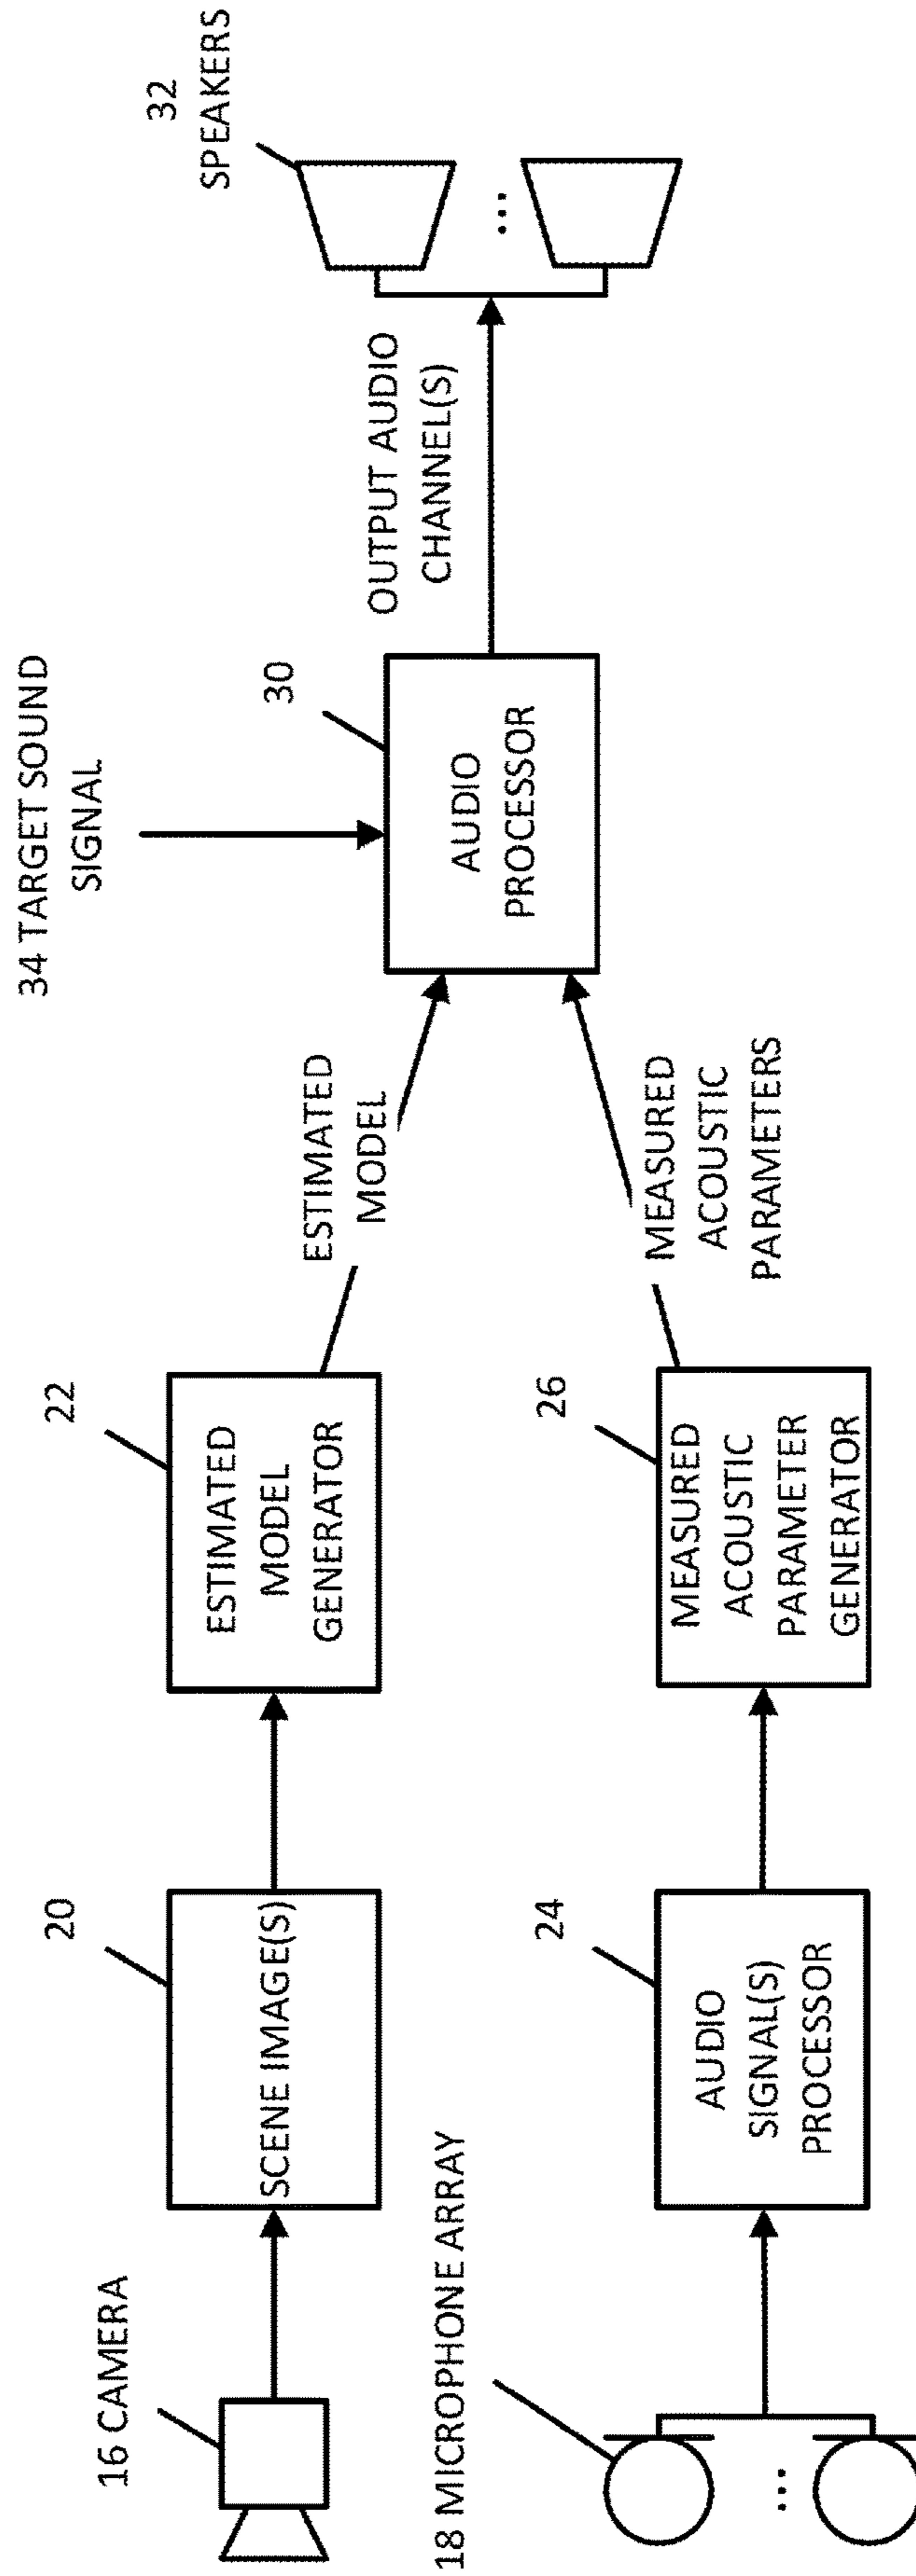 16 CAMERA
20
SCENE IMAGE(S)
22
ESTIMATED
MODEL
GENERATOR
ESTIMATED
MODEL
18 MICROPHONE ARRAY
...
24
AUDIO
SIGNAL(S)
PROCESSOR
26
MEASURED
ACOUSTIC
PARAMETER
GENERATOR
MEASURED
ACOUSTIC
PARAMETERS
34 TARGET SOUND
SIGNAL
30
AUDIO
PROCESSOR
OUTPUT AUDIO
CHANNEL(S)
32
SPEAKERS
...